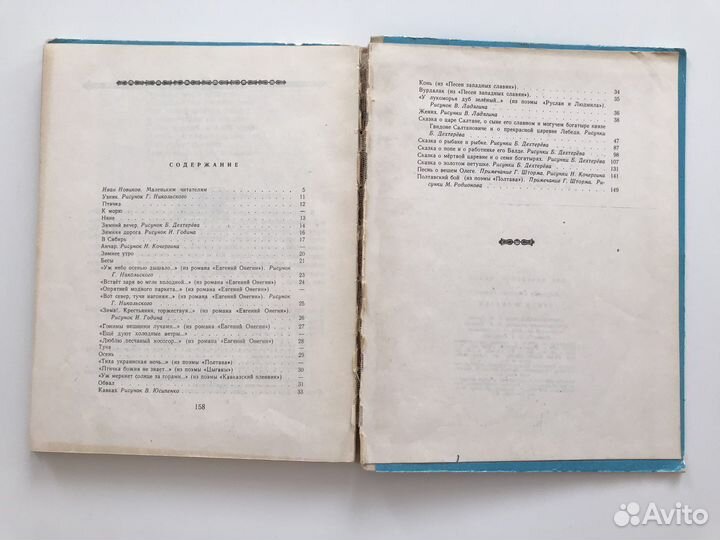 СОДЕРЖАНИЕ
Иван Новиков. Маленьким читателям 5
Узник. Рисунок Г. Никольского 11
Птичка 12
К морю —
Няне 13
Зимний вечер. Рисунок Б. Дехтерёва 14
Зимняя дорога. Рисунок И. Година 16
В Сибирь 17
Анчар. Рисунок Н. Кочергина —
Зимнее утро 20
Бесы 21
«Уж небо осенью дышало...» (из романа «Евгений Онегин»). Рисунок
Г. Никольского 23
«Встаёт заря во мгле холодной...» (из романа «Евгений Онегин») 24
«Опрятней модного паркета...» (из романа «Евгений Онегин») —
«Вот север, тучи нагоняя...» (из романа «Евгений Онегин»). Рисунок
Г. Никольского 25
«Зима!.. Крестьянин, торжествуя...» (из романа «Евгений Онегин»).
Рисунок И. Година 26
«Гонимы вешними лучами...» (из романа «Евгений Онегин») 27
«Ещё дуют холодные ветры...» —
«Люблю песчаный косогор...» (из романа «Евгений Онегин») 28
Туча —
Осень 29
«Тиха украинская ночь...» (из поэмы «Полтава») 30
«Птичка божия не знает...» (из поэмы «Цыганы») 31
«Уж меркнет солнце за горами...» (из поэмы «Кавказский пленник») —
Обвал 31
Кавказ. Рисунок В. Юсипенко 33
158
Конь (из «Песен западных славян») 34
Вурдалак (из «Песен западных славян») 35
«У лукоморья дуб зелёный...» (из поэмы «Руслан и Людмила»).
Рисунок В. Ладягина
Жених. Рисунки В. Ладягина 38
Сказка о царе Салтане, о сыне его славном и могучем богатыре князе
Гвидоне Салтановиче и о прекрасной царевне Лебеди. Рисунки
Б. Дехтерёва 47
Сказка о рыбаке и рыбке. Рисунки Б. Дехтерёва 87
Сказка о попе и о работнике его Балде. Рисунки Б. Дехтерёва 98
Сказка о мёртвой царевне и о семи богатырях. Рисунки Б. Дехтерёва 107
Сказка о золотом петушке. Рисунки Б. Дехтерёва 131
Песнь о вещем Олеге. Примечание Г. Шторма. Рисунки Н. Кочергина 141
Полтавский бой (из поэмы «Полтава»). Примечание Г. Шторма. Ри-
сунки М. Родионова 149
Avito